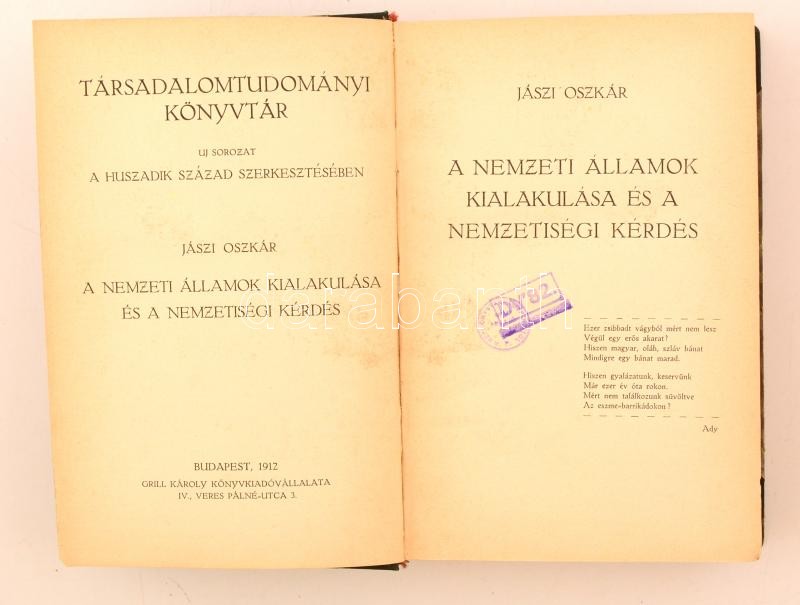 TÁRSADALOMTUDOMÁNYI
KÖNYVTÁR
UJ SOROZAT
A HUSZADIK SZÁZAD SZERKESZTÉSÉBEN
JÁSZI OSZKÁR
A NEMZETI ÁLLAMOK KIALAKULÁSA
ÉS A NEMZETISÉGI KÉRDÉS
BUDAPEST, 1912
GRILL KÁROLY KÖNYVKIADÓVÁLLALATA
IV., VERES PÁLNÉ-UTCA 3.
JÁSZI OSZKÁR
A NEMZETI ÁLLAMOK
KIALAKULÁSA ÉS A
NEMZETISÉGI KÉRDÉS
Ezer zsibbadt vágyból mért nem lesz
Végül egy erős akarat?
Hiszen magyar, oláh, szláv bánat
Mindigre egy bánat marad.
Hiszen gyalázatunk, keservünk
Már ezer év óta rokon.
Mért nem találkozunk süvöltve
Az eszme-barrikádokon?
Ady